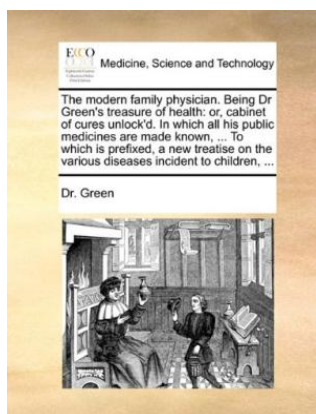 ECCO
Medicine, Science and Technology
The modern family physician. Being Dr
Green's treasure of health: or, cabinet
of cures unlock'd. In which all his public
medicines are made known, ... To
which is prefixed, a new treatise on the
various diseases incident to children, ...
Dr. Green